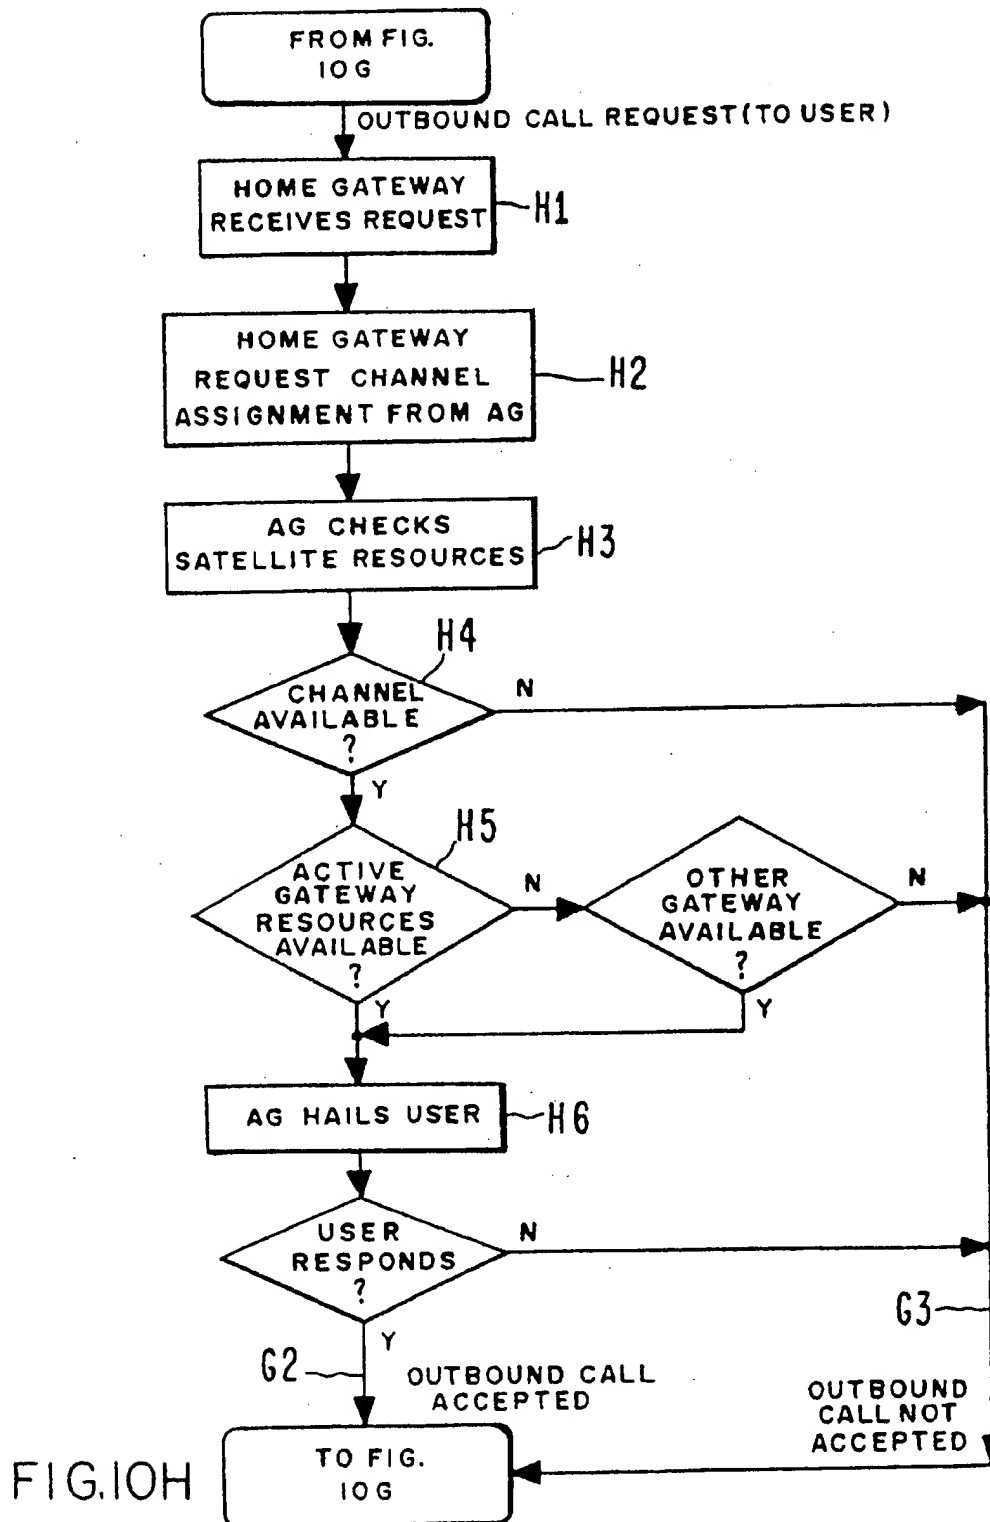 FROM FIG.
10G
OUTBOUND CALL REQUEST (TO USER)
HOME GATEWAY
RECEIVES REQUEST
H1
HOME GATEWAY
REQUEST CHANNEL
ASSIGNMENT FROM AG
H2
AG CHECKS
SATELLITE RESOURCES
H3
H4
CHANNEL
AVAILABLE
?
N
Y
H5
ACTIVE
GATEWAY
RESOURCES
AVAILABLE
?
N
Y
OTHER
GATEWAY
AVAILABLE
?
N
Y
AG HAILS USER
H6
USER
RESPONDS
?
N
Y
G3
G2
OUTBOUND CALL
ACCEPTED
OUTBOUND
CALL NOT
ACCEPTED
TO FIG.
10G
FIG.10H